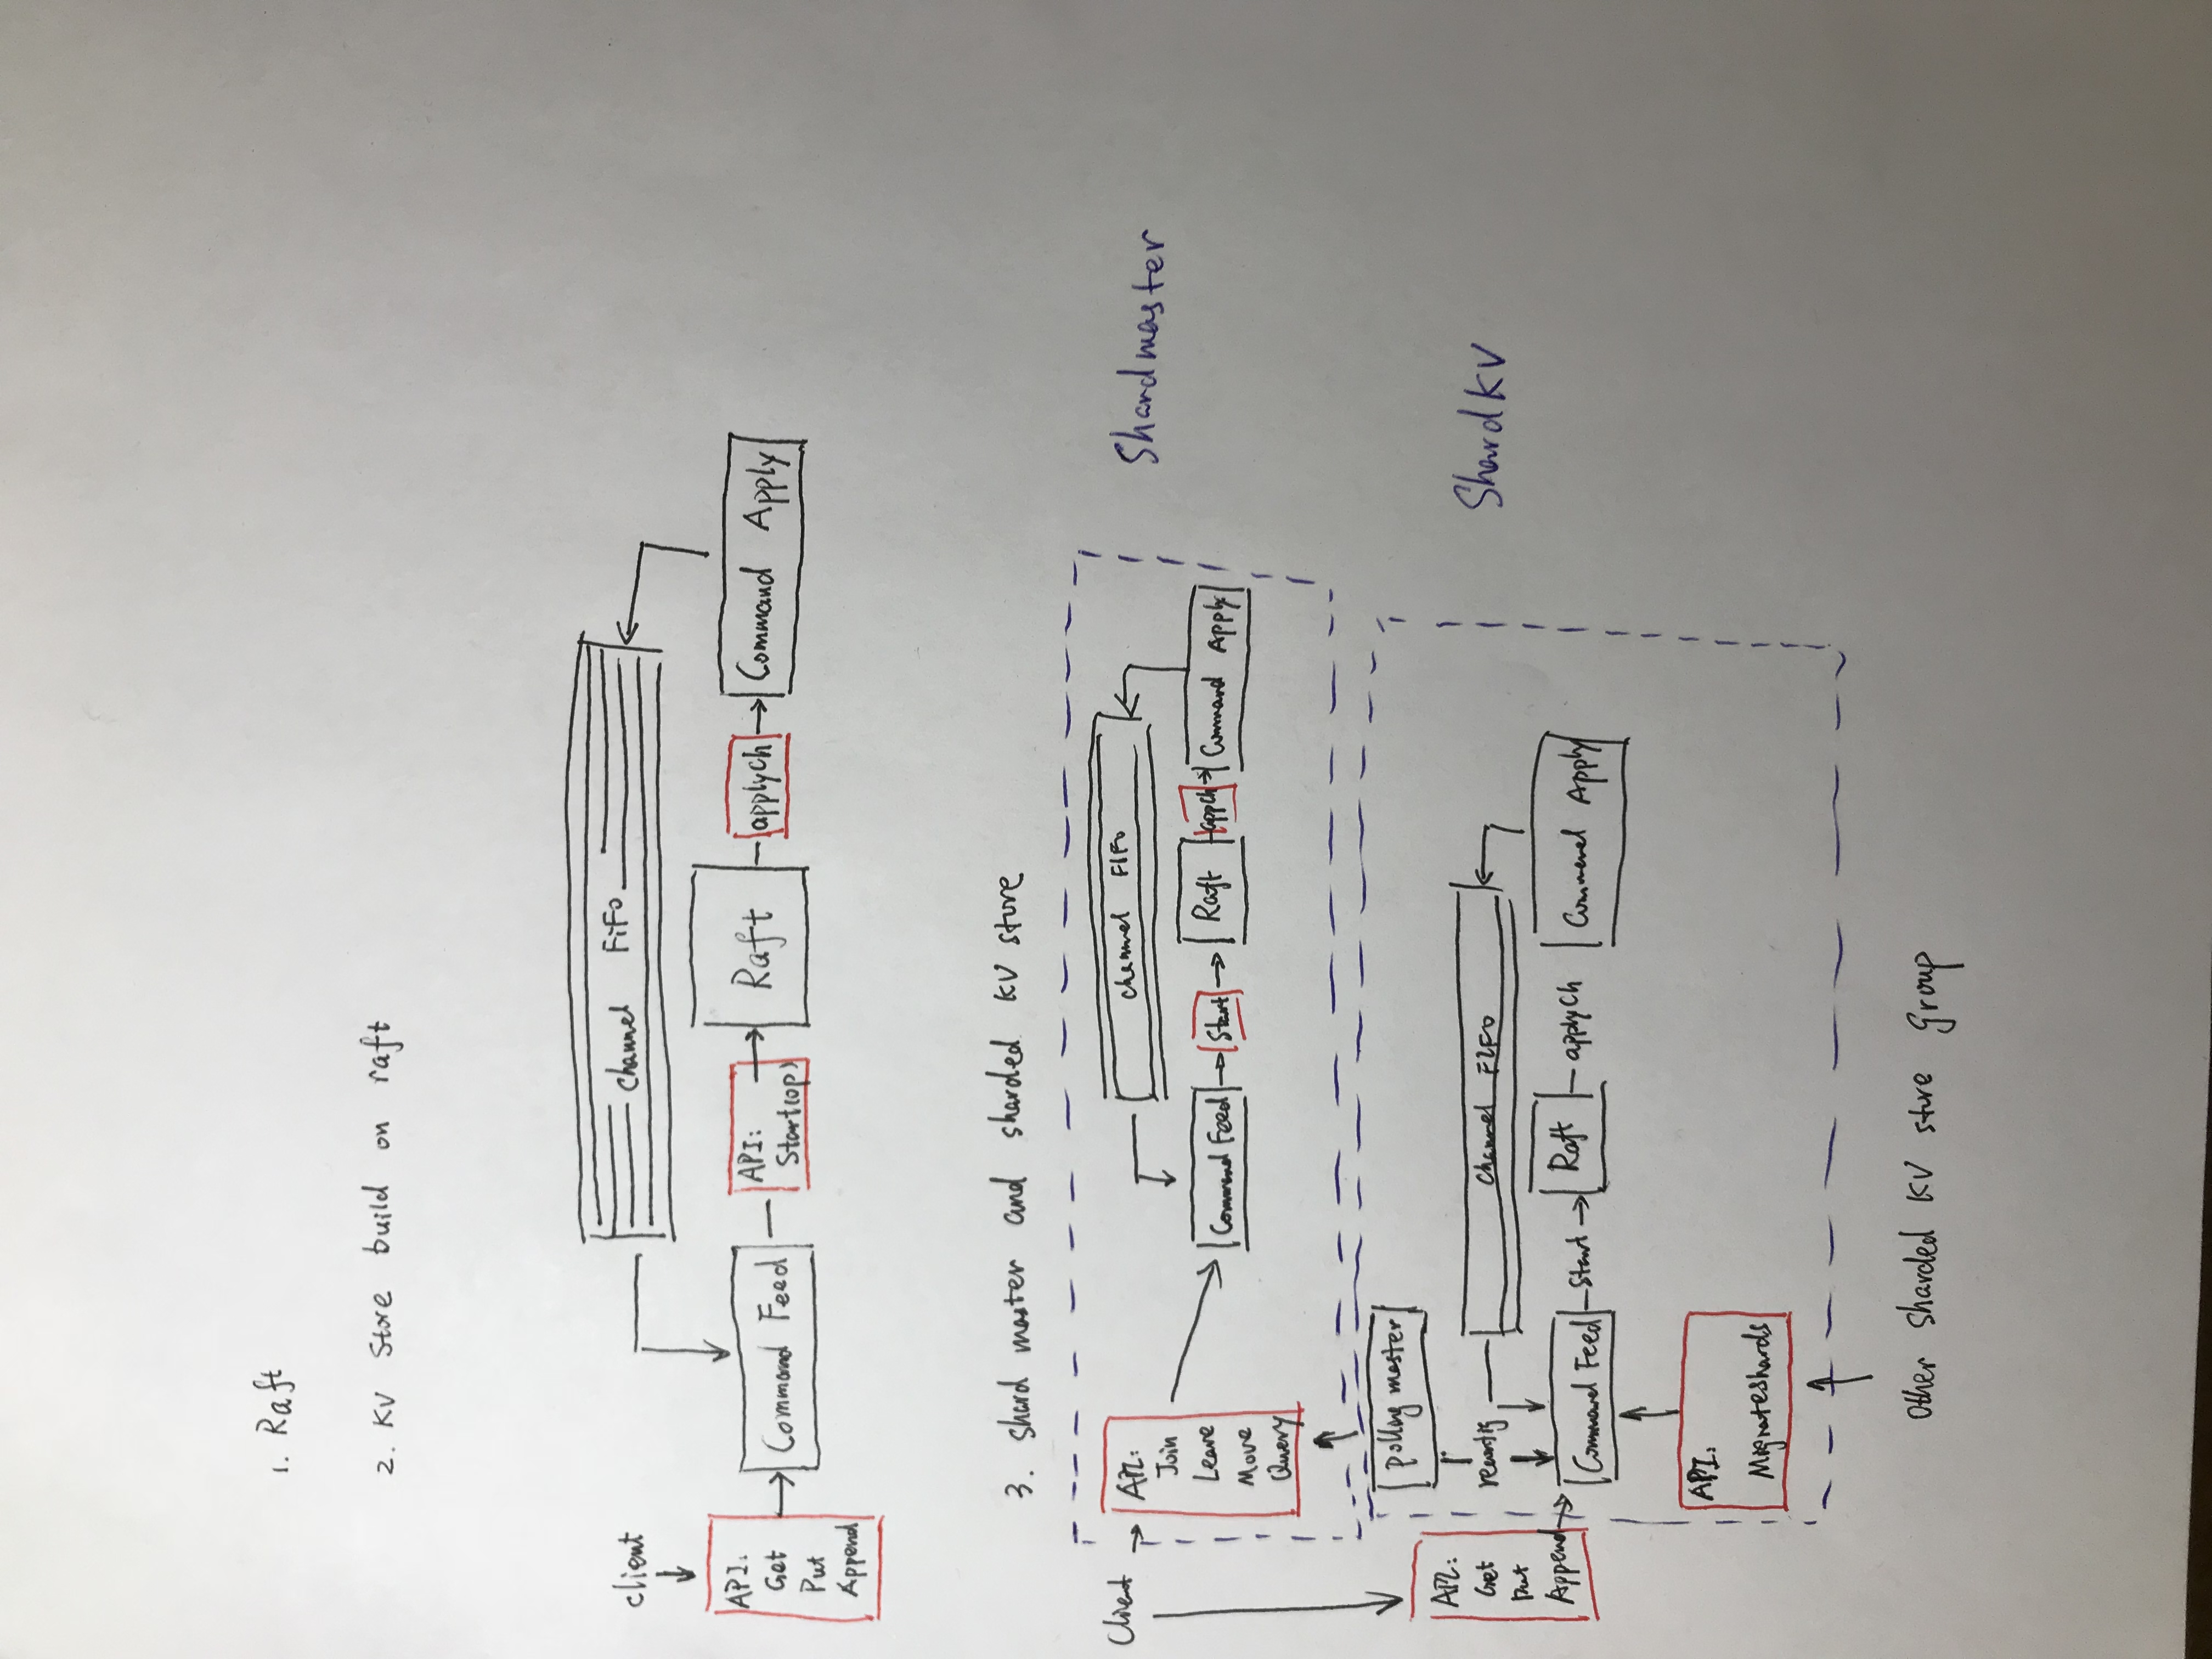 1. Raft
2. KV Store build on raft
Channel FiFo
client
API:
Get
Put
Append
Command Feed
API:
Start(op)
Raft
applyCh
Command Apply
3. Shard master and sharded KV store
Client
API:
Join
Leave
Move
Query
Channel FIFO
Command Feed
Start
Raft
appch
Command Apply
Shardmaster
polling master
API:
Get
Put
Append
reconfig
Channel FIFO
ShardKV
Command Feed
Start
Raft
applyCh
Command Apply
API:
Migrateshards
Other Sharded KV store Group